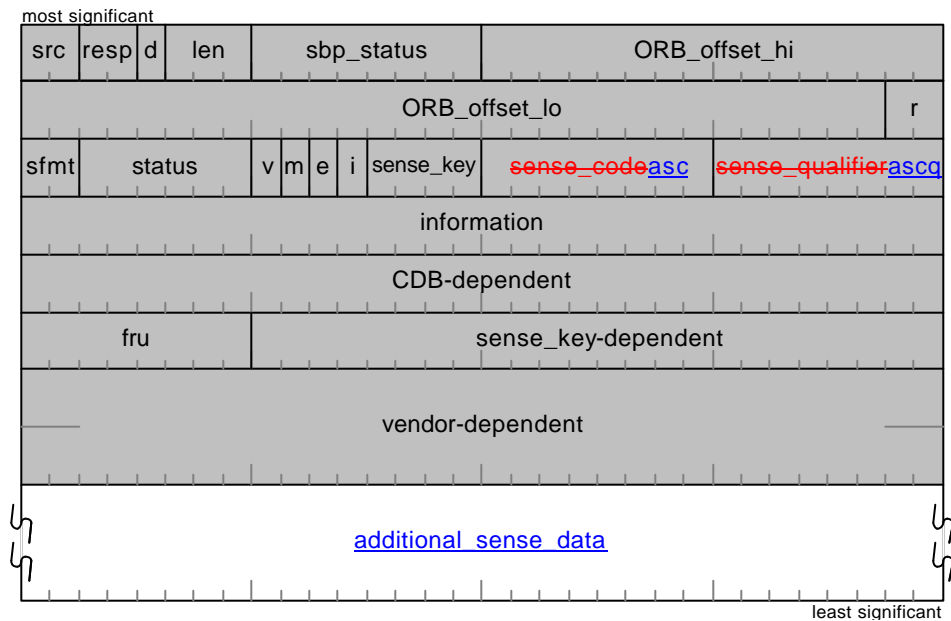 most significant
src resp d len sbp_status ORB_offset_hi
ORB_offset_lo r
sfmt status v m e i sense_key sense_codeasc sense_qualifierascq
information
CDB-dependent
fru sense_key-dependent
vendor-dependent
additional_sense_data
least significant